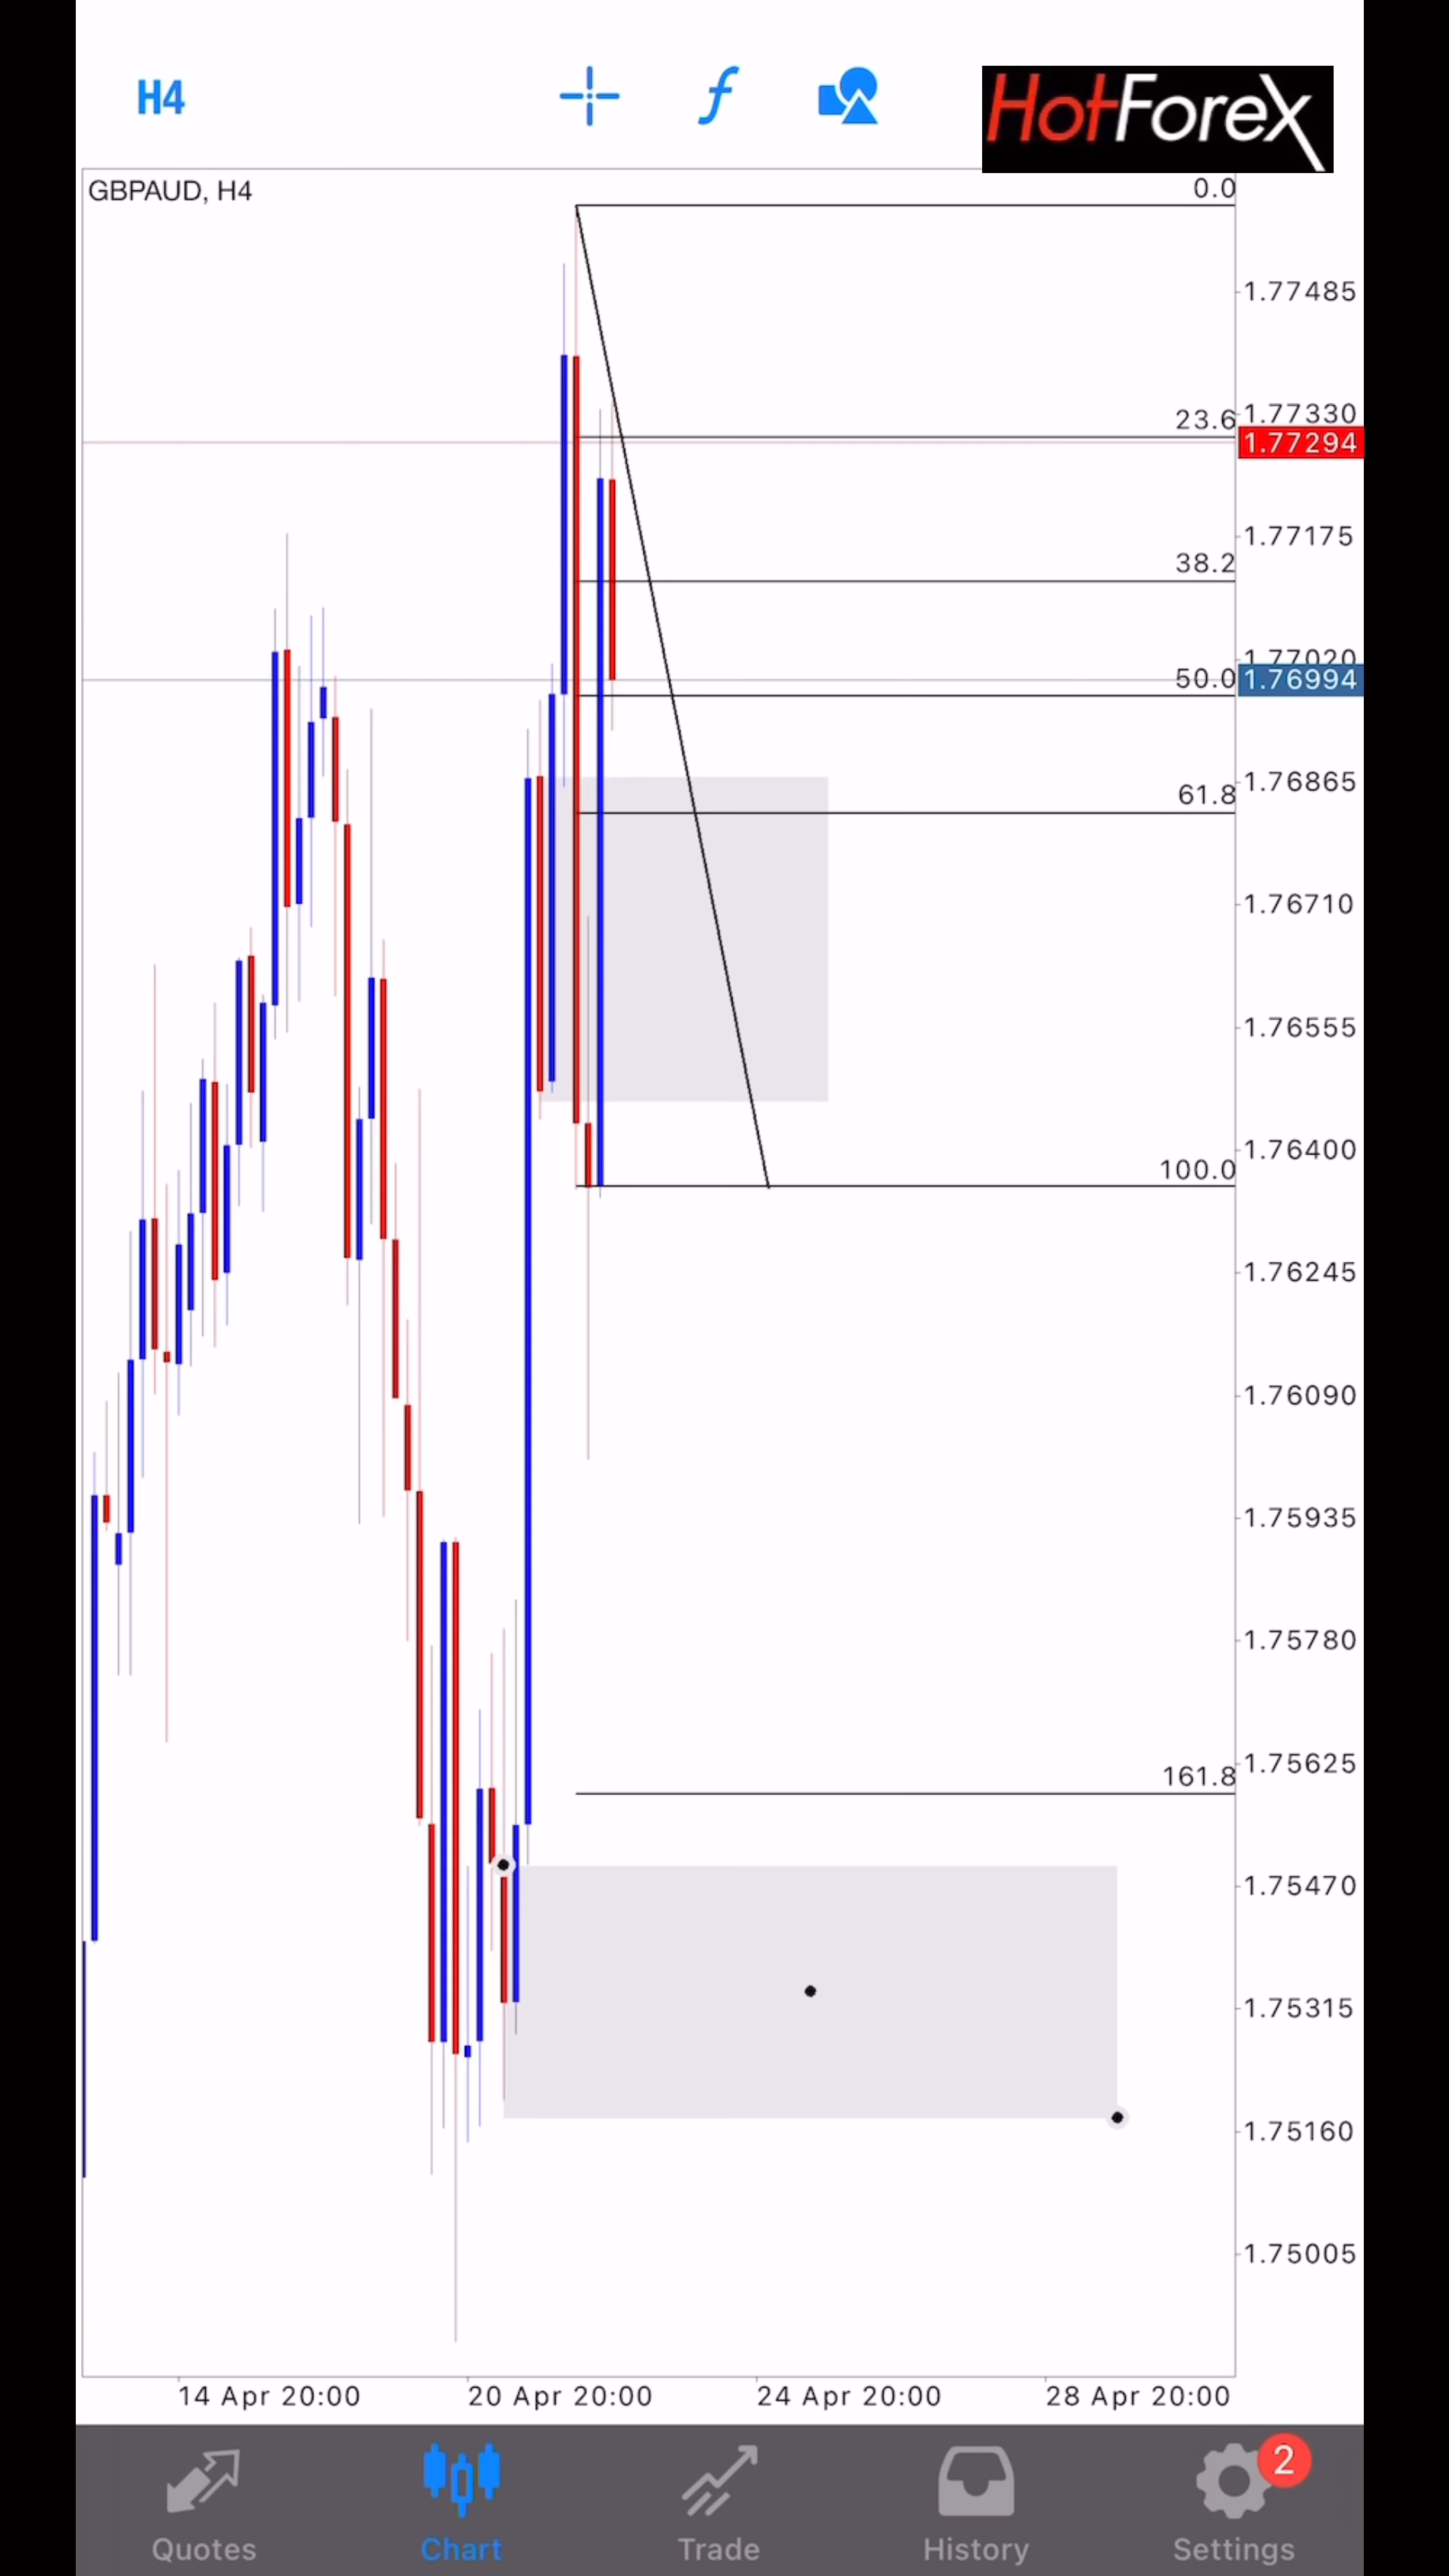 H4
HotForex
GBPAUD, H4
0.0
1.77485
23.6
1.77330
1.77294
1.77175
38.2
1.77020
50.0
1.76994
1.76865
61.8
1.76710
1.76555
1.76400
100.0
1.76245
1.76090
1.75935
1.75780
1.75625
161.8
1.75470
1.75315
1.75160
1.75005
14 Apr 20:00
20 Apr 20:00
24 Apr 20:00
28 Apr 20:00
2
Quotes
Chart
Trade
History
Settings